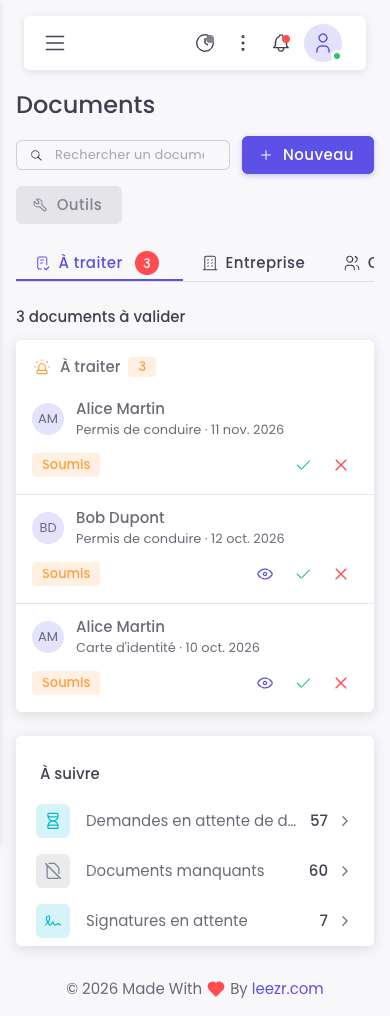 Documents
Rechercher un docume
+ Nouveau
Outils
À traiter 3 Entreprise
3 documents à valider
À traiter 3
AM Alice Martin
Permis de conduire · 11 nov. 2026
Soumis
BD Bob Dupont
Permis de conduire · 12 oct. 2026
Soumis
AM Alice Martin
Carte d'identité · 10 oct. 2026
Soumis
À suivre
Demandes en attente de d... 57
Documents manquants 60
Signatures en attente 7
© 2026 Made With ❤ By leezr.com